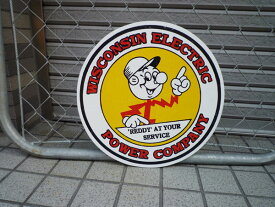 WISCONSIN ELECTRIC
'REDDY' AT YOUR
SERVICE
POWER COMPANY